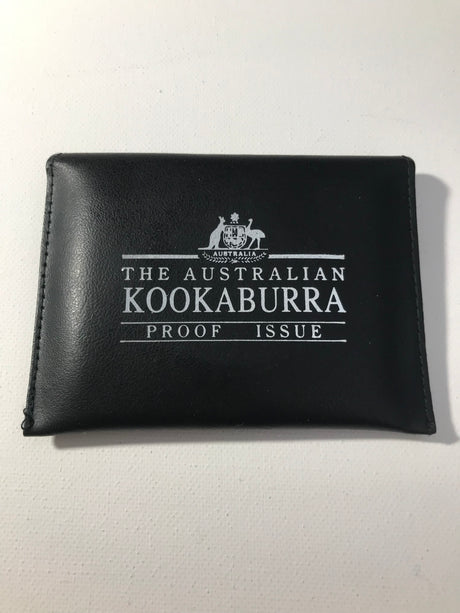 AUSTRALIA
THE AUSTRALIAN
KOOKABURRA
PROOF ISSUE